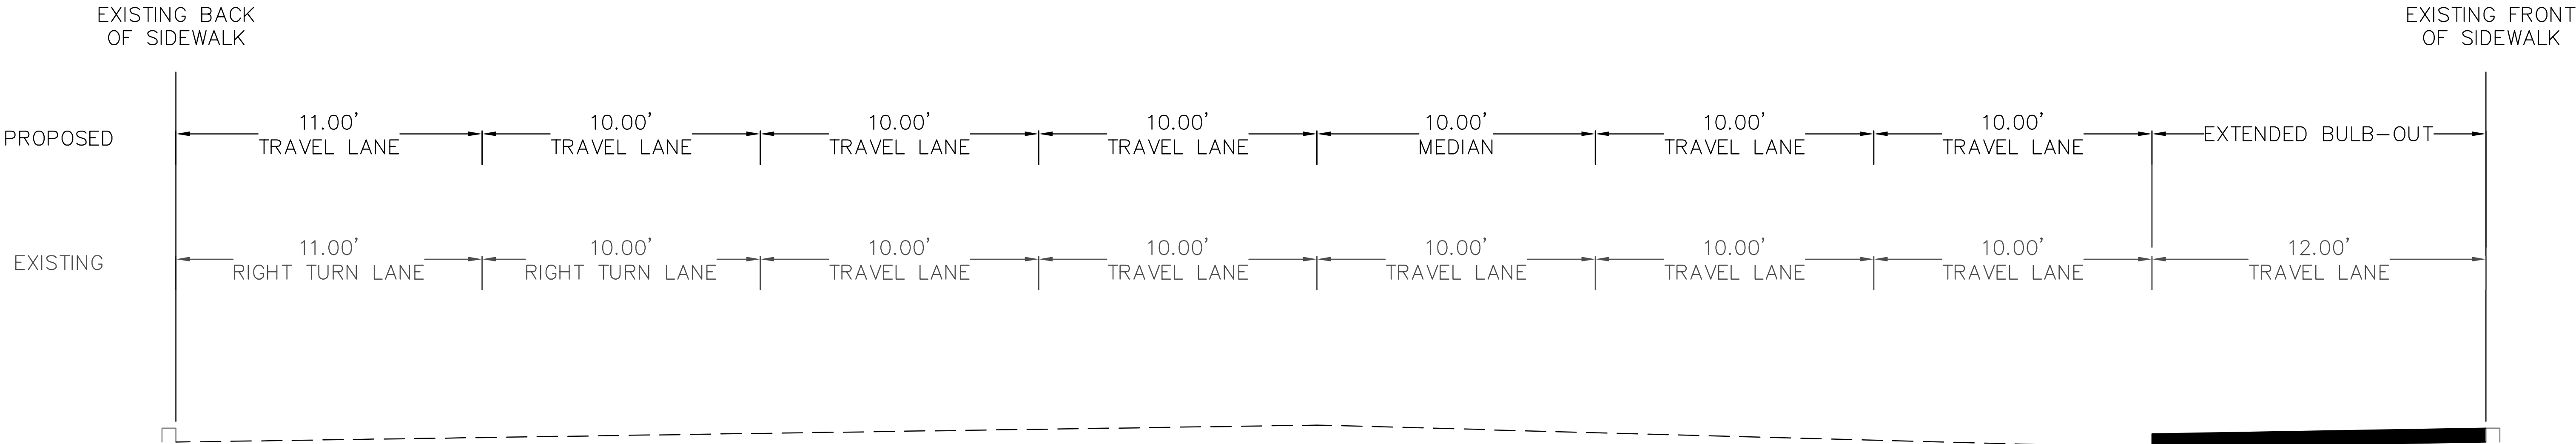 EXISTING BACK
OF SIDEWALK
EXISTING FRONT
OF SIDEWALK
PROPOSED
11.00'
TRAVEL LANE
10.00'
TRAVEL LANE
10.00'
TRAVEL LANE
10.00'
TRAVEL LANE
10.00'
MEDIAN
10.00'
TRAVEL LANE
10.00'
TRAVEL LANE
EXTENDED BULB-OUT
EXISTING
11.00'
RIGHT TURN LANE
10.00'
RIGHT TURN LANE
10.00'
TRAVEL LANE
10.00'
TRAVEL LANE
10.00'
TRAVEL LANE
10.00'
TRAVEL LANE
10.00'
TRAVEL LANE
12.00'
TRAVEL LANE